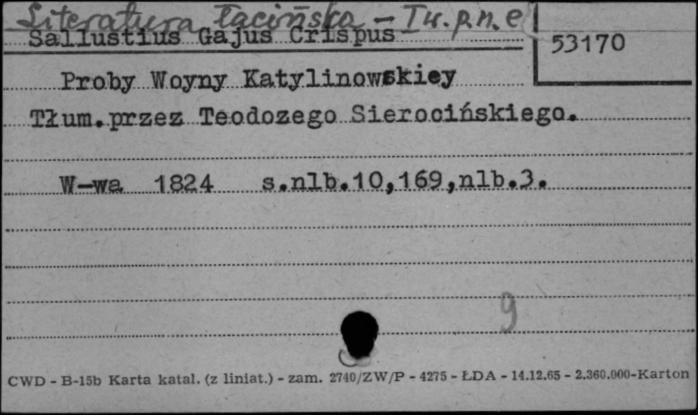 Literatura łacińska - I w. p.n.e
Sallustius Gajus Crispus
53170
Proby Woyny Katylinowskiey
Tłum.przez Teodozego Sierocińskiego.
W-wa 1824 s.nlb.10,169,nlb.3.
9
CWD - B-15b Karta katal. (z liniat.) - zam. 2740/ZW/P - 4275 - ŁDA - 14.12.65 - 2.360.000-Karton